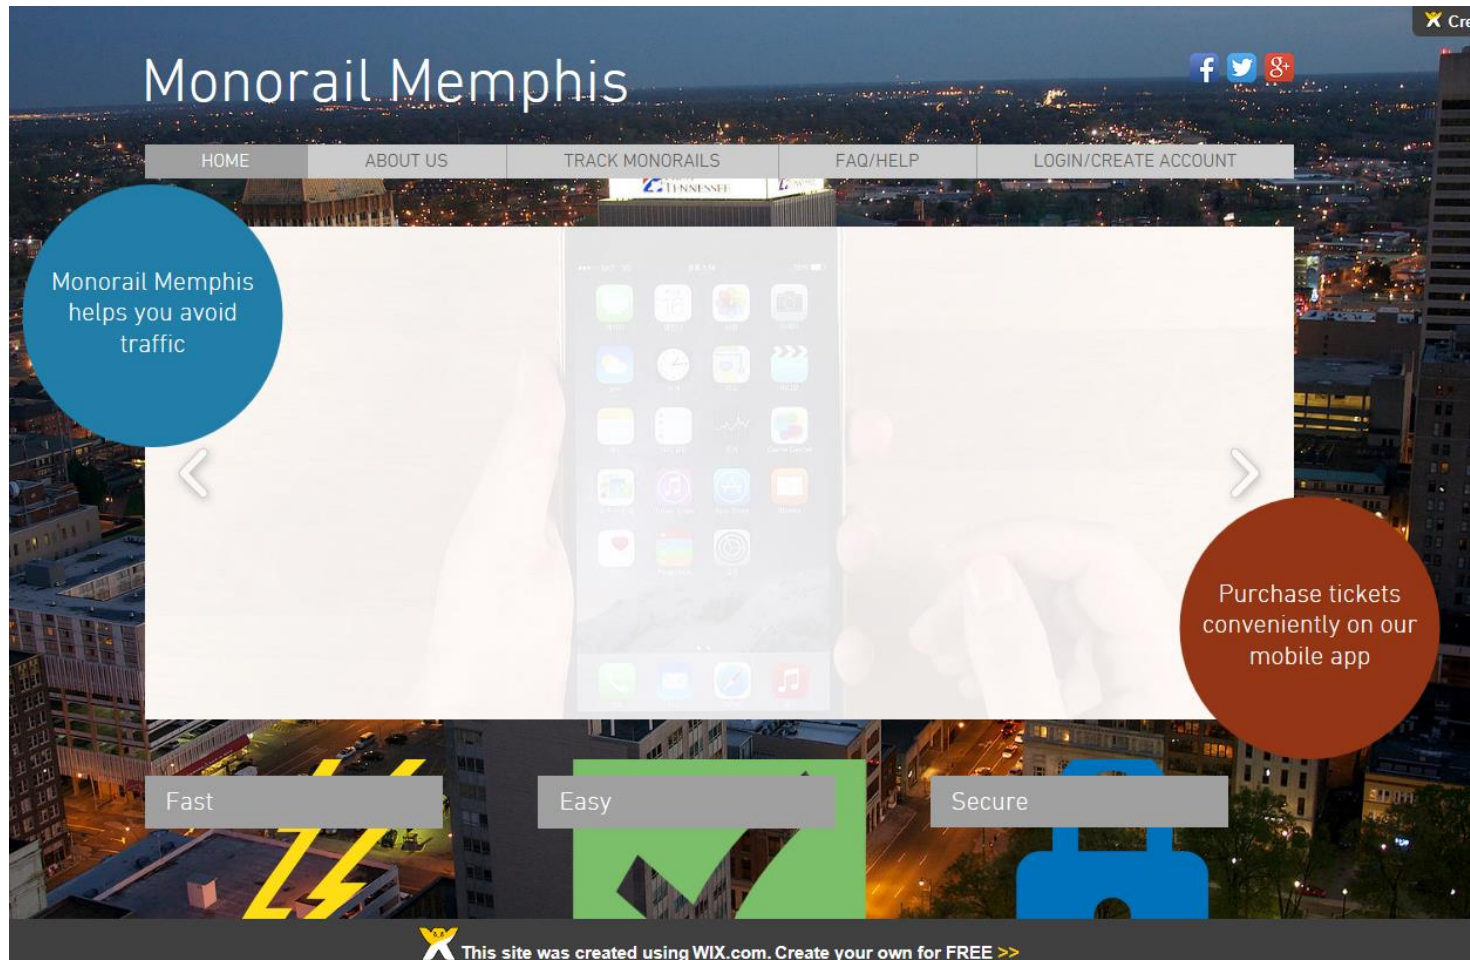 Cre
Monorail Memphis
HOME
ABOUT US
TRACK MONORAILS
FAQ/HELP
LOGIN/CREATE ACCOUNT
TENNESSEE
Monorail Memphis
helps you avoid
traffic
Purchase tickets
conveniently on our
mobile app
Fast
Easy
Secure
This site was created using WIX.com. Create your own for FREE >>